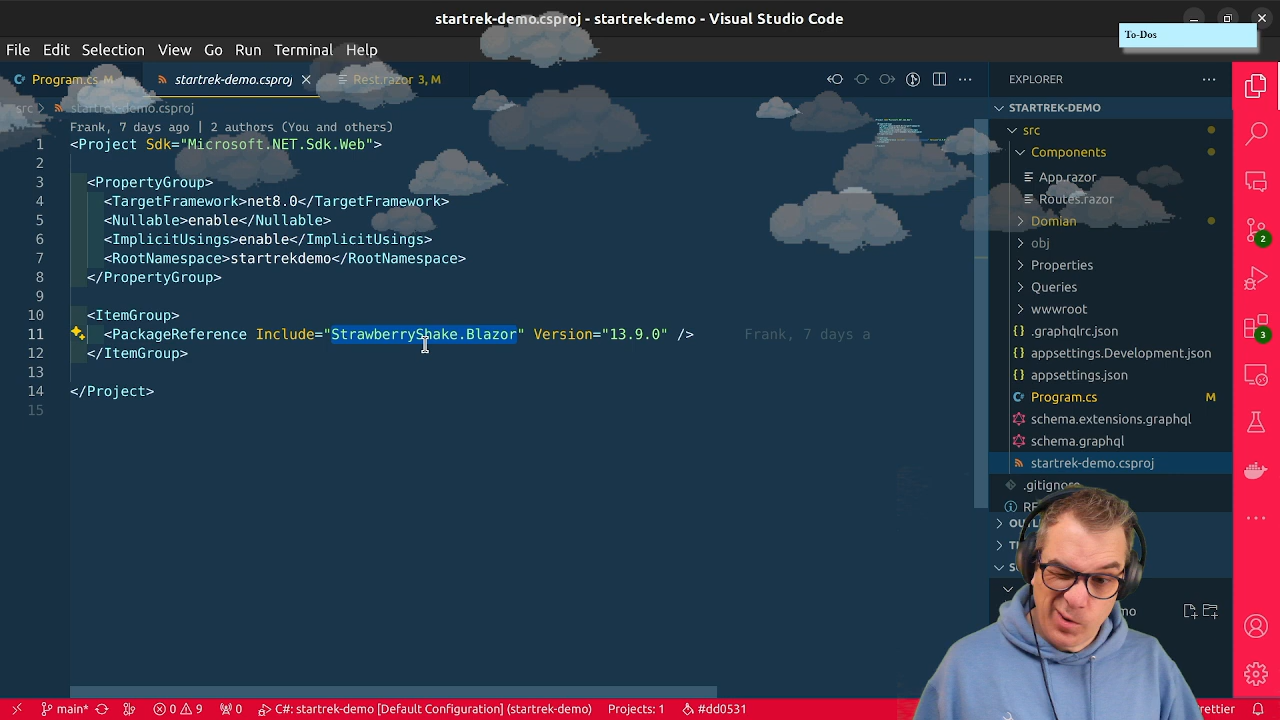 startrek-demo.csproj - startrek-demo - Visual Studio Code
To-Dos
File Edit Selection View Go Run Terminal Help
Program.cs M
startrek-demo.csproj
Rest.razor 3, M
src > startrek-demo.csproj
Frank, 7 days ago | 2 authors (You and others)
1 <Project Sdk="Microsoft.NET.Sdk.Web">
2
3 <PropertyGroup>
4 <TargetFramework>net8.0</TargetFramework>
5 <Nullable>enable</Nullable>
6 <ImplicitUsings>enable</ImplicitUsings>
7 <RootNamespace>startrekdemo</RootNamespace>
8 </PropertyGroup>
9
10 <ItemGroup>
11 <PackageReference Include="StrawberryShake.Blazor" Version="13.9.0" /> Frank, 7 days a
12 </ItemGroup>
13
14 </Project>
15
EXPLORER
STARTREK-DEMO
src
Components
App.razor
Routes.razor
Domian
obj
Properties
Queries
wwwroot
.graphqlrc.json
appsettings.Development.json
appsettings.json
Program.cs M
schema.extensions.graphql
schema.graphql
startrek-demo.csproj
.gitignore
2
3
main* 0 9 0 C#: startrek-demo [Default Configuration] (startrek-demo) Projects: 1 #dd0531